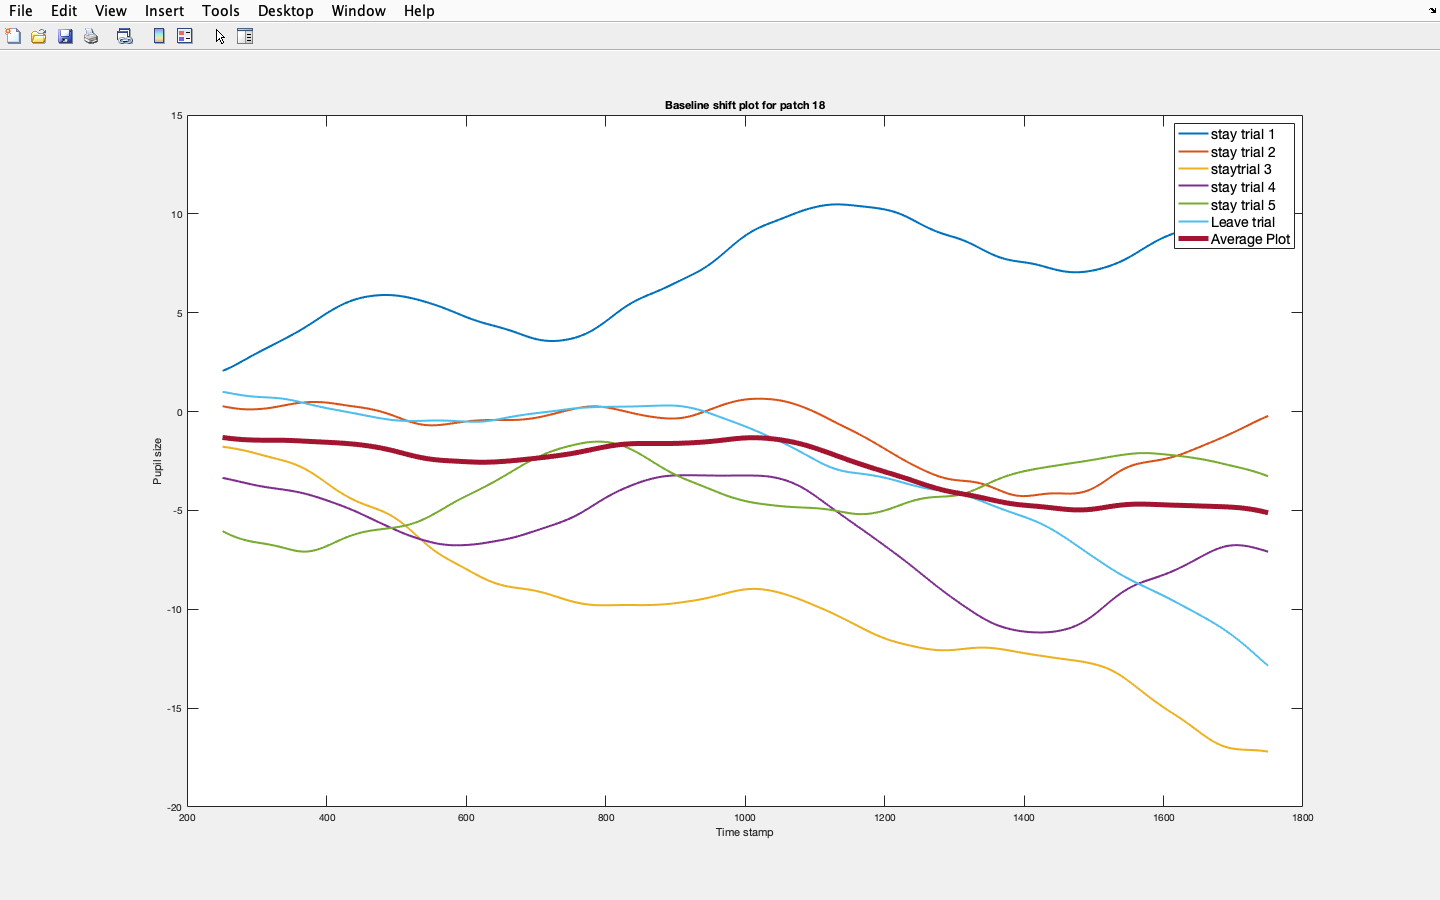 File Edit View Insert Tools Desktop Window Help
Baseline shift plot for patch 18
15
10
5
0
-5
-10
-15
-20
Pupil size
200 400 600 800 1000 1200 1400 1600 1800
Time stamp
stay trial 1
stay trial 2
staytrial 3
stay trial 4
stay trial 5
Leave trial
Average Plot